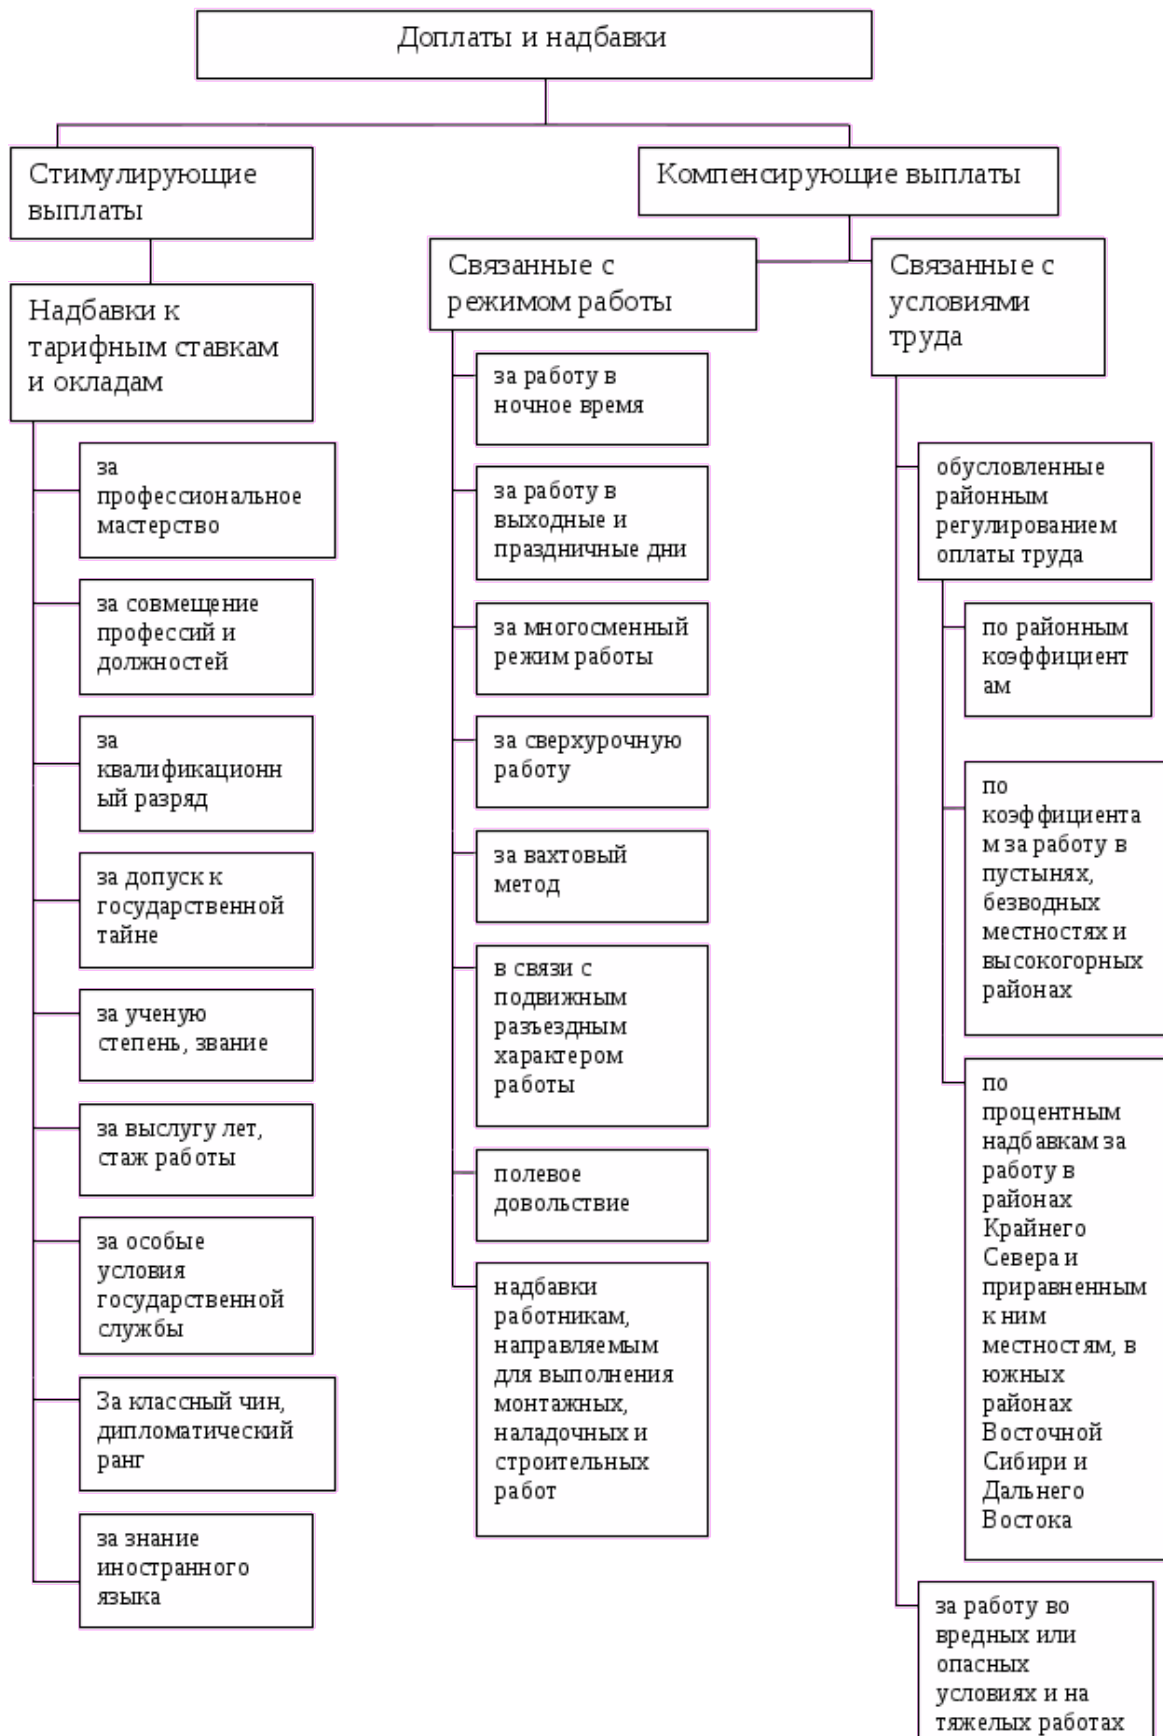 Доплаты и надбавки
Стимулирующие
выплаты
Надбавки к
тарифным ставкам
и окладам
за
профессиональное
мастерство
за совмещение
профессий и
должностей
за
квалификационн
ый разряд
за допуск к
государственной
тайне
за ученую
степень, звание
за выслугу лет,
стаж работы
за особые
условия
государственной
службы
За классный чин,
дипломатический
ранг
за знание
иностранного
языка
Компенсирующие выплаты
Связанные с
режимом работы
за работу в
ночное время
за работу в
выходные и
праздничные дни
за многосменный
режим работы
за сверхурочную
работу
за вахтовый
метод
в связи с
подвижным
разъездным
характером
работы
полевое
довольствие
надбавки
работникам,
направляемым
для выполнения
монтажных,
наладочных и
строительных
работ
Связанные с
условиями
труда
обусловленные
районным
регулированием
оплаты труда
по районным
коэффициент
ам
по
коэффициента
м за работу в
пустынях,
безводных
местностях и
высокогорных
районах
по
процентным
надбавкам за
работу в
районах
Крайнего
Севера и
приравненным
к ним
местностям, в
южных
районах
Восточной
Сибири и
Дальнего
Востока
за работу во
вредных или
опасных
условиях и на
тяжелых работах